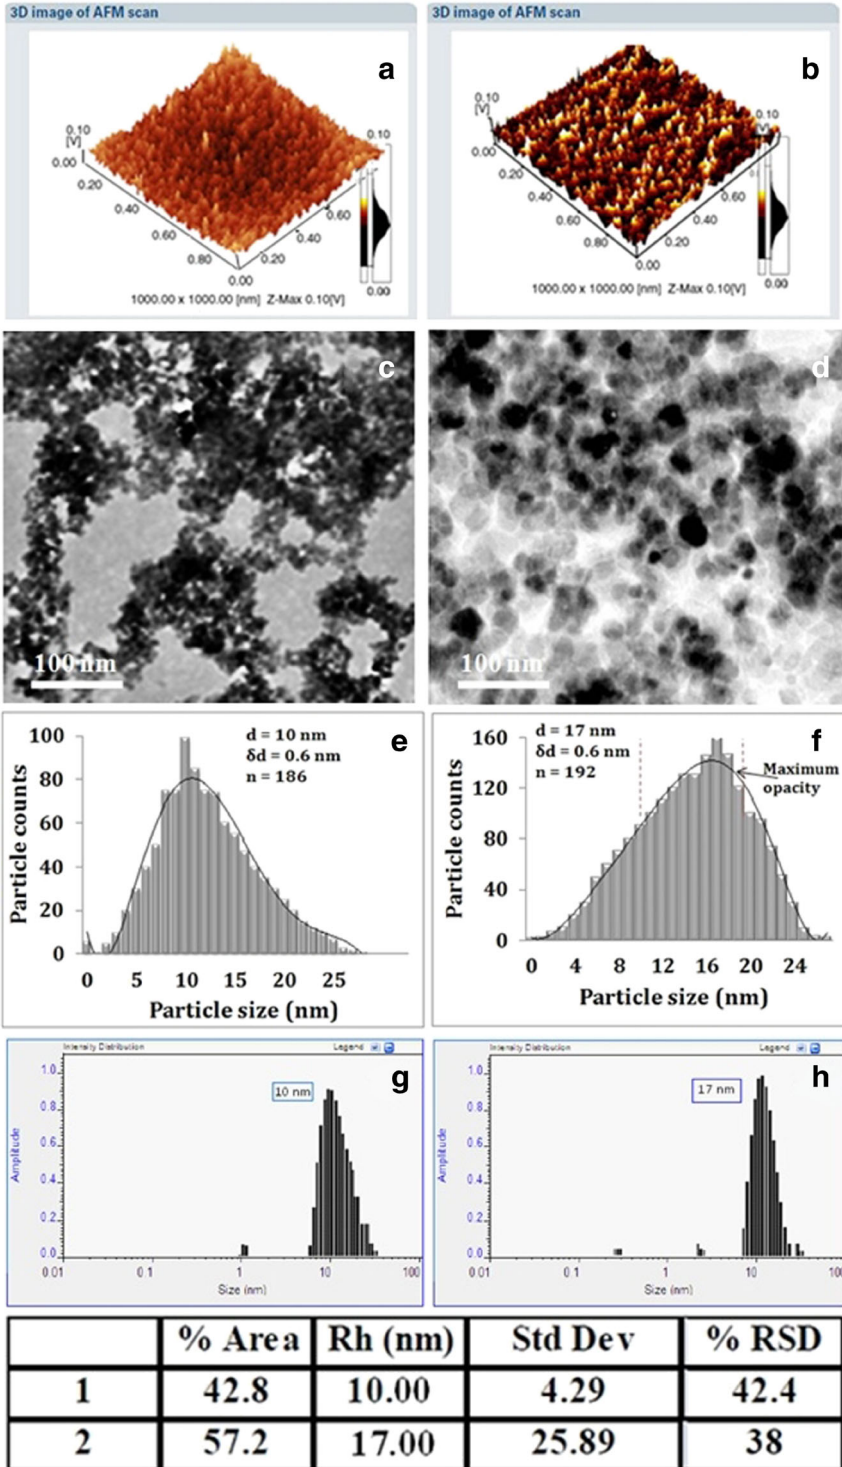 3D image of AFM scan
a
0.10
[V]
0.00
0.20
0.40
0.60
0.80
0.00
0.20
0.40
0.60
0.10
0.00
1000.00 x 1000.00 [nm] Z-Max 0.10[V]
3D image of AFM scan
b
0.10
[V]
0.00
0.20
0.40
0.60
0.80
0.00
0.20
0.40
0.60
0.10
[V]
0.00
1000.00 x 1000.00 [nm] Z-Max 0.10[V]
c
100 nm
d
100 nm
e
d = 10 nm
δd = 0.6 nm
n = 186
Particle counts
100
80
60
40
20
0
0 5 10 15 20 25
Particle size (nm)
f
d = 17 nm
δd = 0.6 nm
n = 192
Maximum
opacity
Particle counts
160
120
80
40
0
0 4 8 12 16 20 24
Particle size (nm)
Intensity Distribution Legend
g
10 nm
Amplitude
1.0
0.8
0.6
0.4
0.2
0.0
0.01 0.1 1 10 100
Size (nm)
Intensity Distribution Legend
h
17 nm
Amplitude
1.0
0.8
0.6
0.4
0.2
0.0
0.01 0.1 1 10
Size (nm)
% Area Rh (nm) Std Dev % RSD
1 42.8 10.00 4.29 42.4
2 57.2 17.00 25.89 38